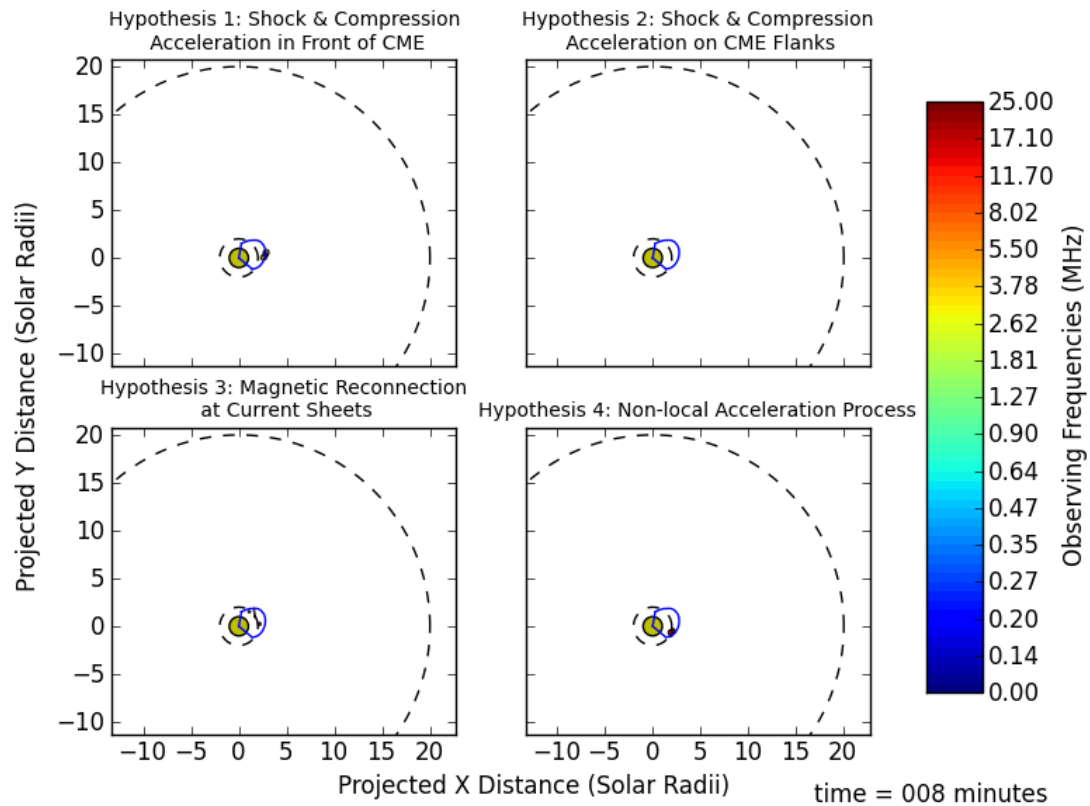 Hypothesis 1: Shock & Compression
Acceleration in Front of CME
Hypothesis 2: Shock & Compression
Acceleration on CME Flanks
20
15
10
5
0
−5
−10
Hypothesis 3: Magnetic Reconnection
at Current Sheets
Hypothesis 4: Non-local Acceleration Process
20
15
10
5
0
−5
−10
−10 −5 0 5 10 15 20
−10 −5 0 5 10 15 20
Projected Y Distance (Solar Radii)
Projected X Distance (Solar Radii)
25.00
17.10
11.70
8.02
5.50
3.78
2.62
1.81
1.27
0.90
0.64
0.47
0.35
0.27
0.20
0.14
0.00
Observing Frequencies (MHz)
time = 008 minutes